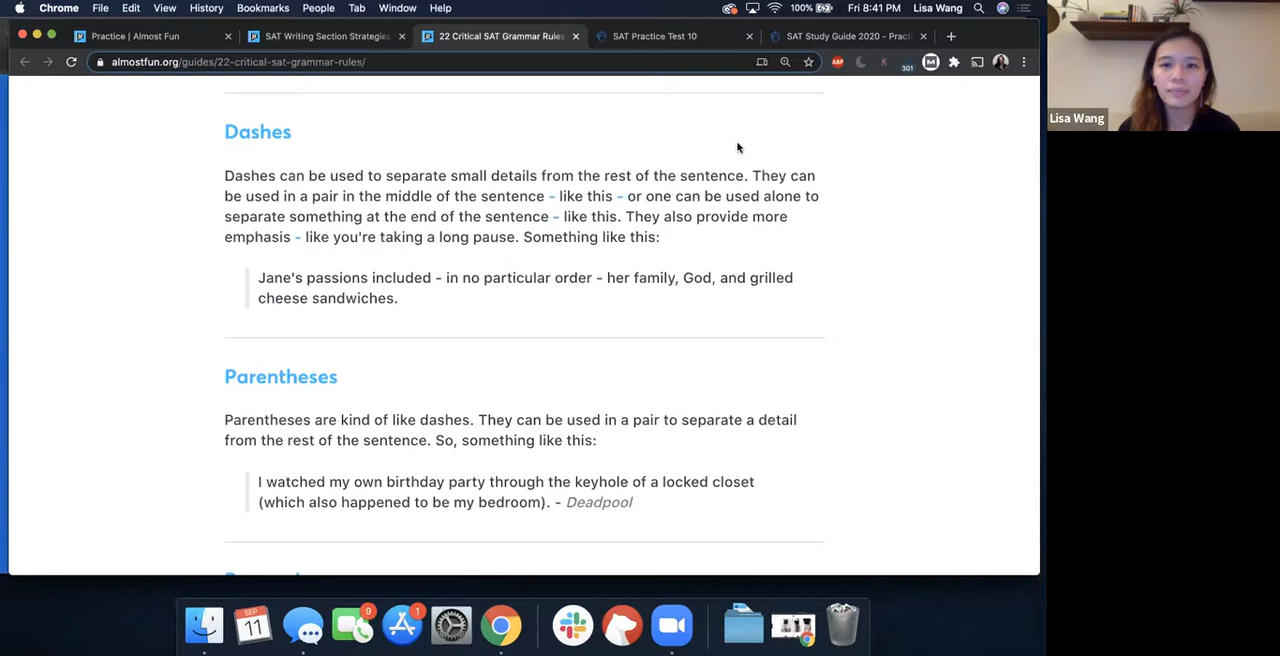 Chrome File Edit View History Bookmarks People Tab Window Help 100% Fri 8:41 PM Lisa Wang
Practice | Almost Fun
SAT Writing Section Strategies
22 Critical SAT Grammar Rules
SAT Practice Test 10
SAT Study Guide 2020 - Practi
almostfun.org/guides/22-critical-sat-grammar-rules/
ABP
K
301
M
Lisa Wang
Dashes
Dashes can be used to separate small details from the rest of the sentence. They can
be used in a pair in the middle of the sentence - like this - or one can be used alone to
separate something at the end of the sentence - like this. They also provide more
emphasis - like you're taking a long pause. Something like this:
Jane's passions included - in no particular order - her family, God, and grilled
cheese sandwiches.
Parentheses
Parentheses are kind of like dashes. They can be used in a pair to separate a detail
from the rest of the sentence. So, something like this:
I watched my own birthday party through the keyhole of a locked closet
(which also happened to be my bedroom). - Deadpool
SEP
11
9
1